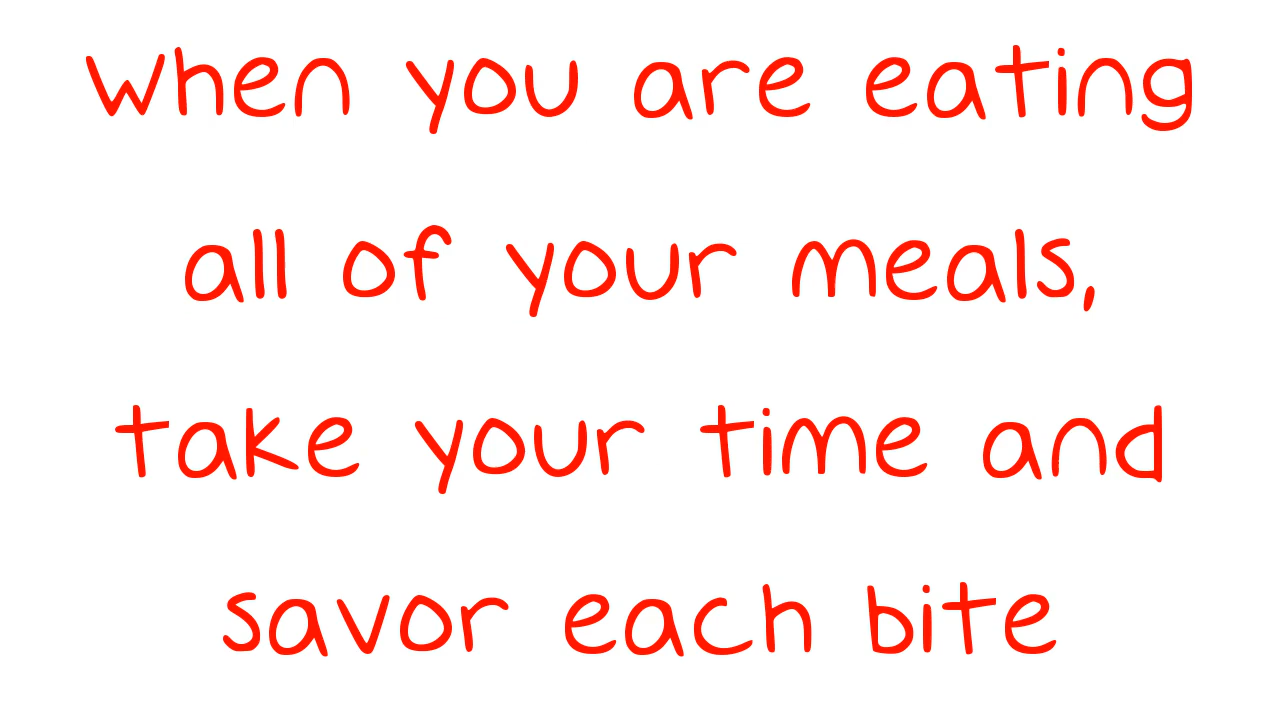 When you are eating
all of your meals,
take your time and
savor each bite